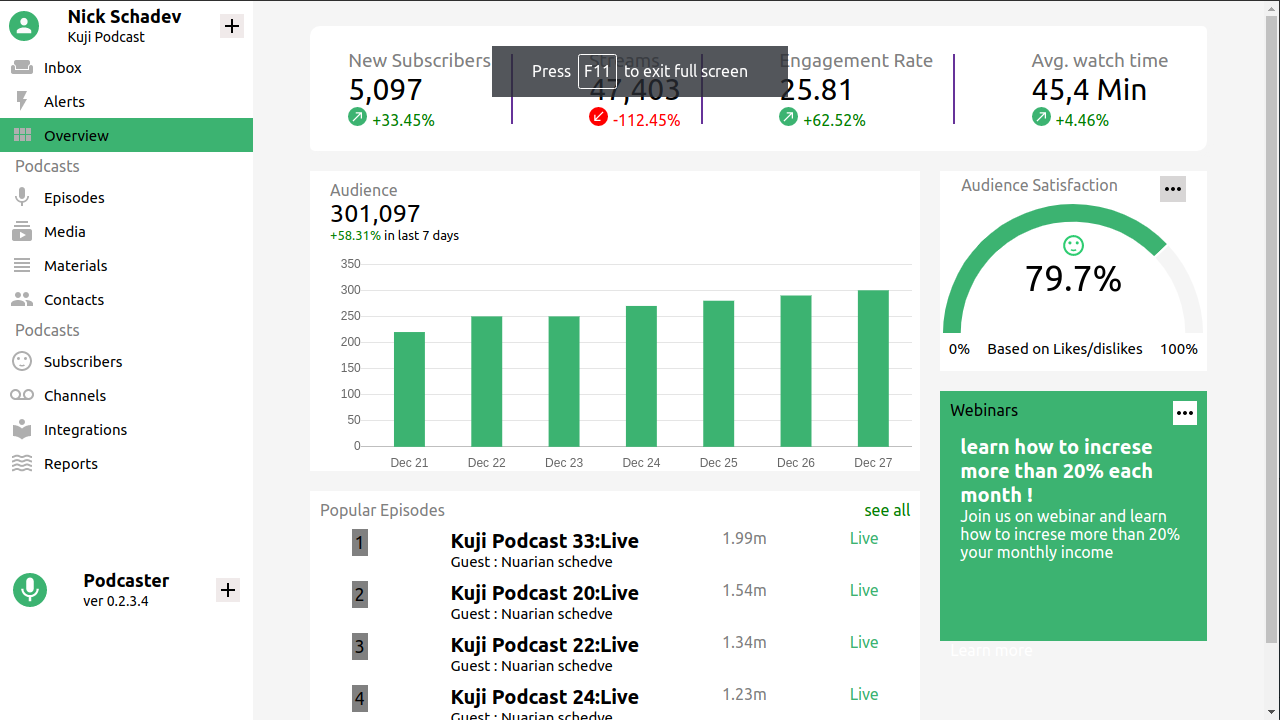 Nick Schadev
Kuji Podcast
Inbox
Alerts
Overview
Podcasts
Episodes
Media
Materials
Contacts
Podcasts
Subscribers
Channels
Integrations
Reports
Podcaster
ver 0.2.3.4
Press F11 to exit full screen
New Subscribers
5,097
+33.45%
Streams
47,403
-112.45%
Engagement Rate
25.81
+62.52%
Avg. watch time
45,4 Min
+4.46%
Audience
301,097
+58.31% in last 7 days
350
300
250
200
150
100
50
0
Dec 21 Dec 22 Dec 23 Dec 24 Dec 25 Dec 26 Dec 27
Audience Satisfaction
79.7%
0% Based on Likes/dislikes 100%
Webinars
learn how to increse
more than 20% each
month !
Join us on webinar and learn
how to increse more than 20%
your monthly income
Learn more
Popular Episodes see all
1 Kuji Podcast 33:Live 1.99m Live
Guest : Nuarian schedve
2 Kuji Podcast 20:Live 1.54m Live
Guest : Nuarian schedve
3 Kuji Podcast 22:Live 1.34m Live
Guest : Nuarian schedve
4 Kuji Podcast 24:Live 1.23m Live
Guest : Nuarian schedve